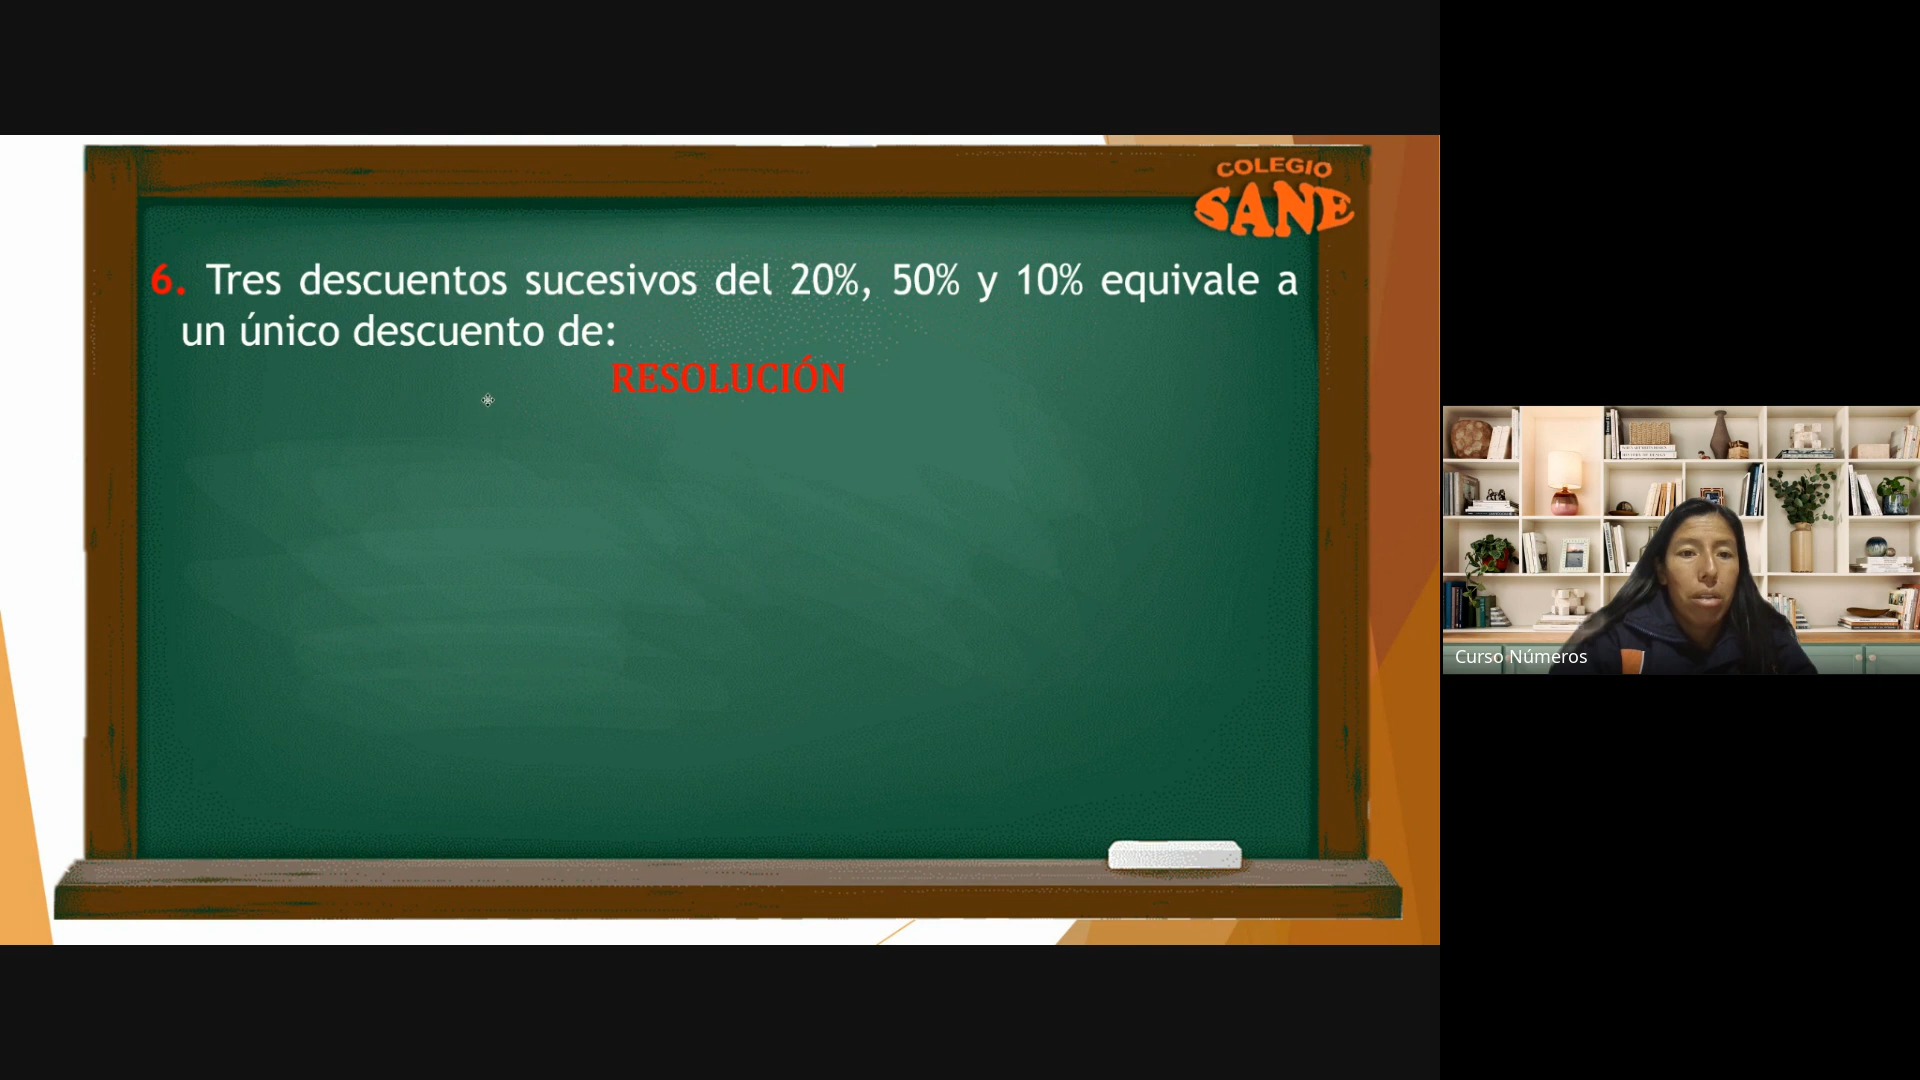 COLEGIO
SANE
6. Tres descuentos sucesivos del 20%, 50% y 10% equivale a
un único descuento de:
RESOLUCIÓN
Curso Números